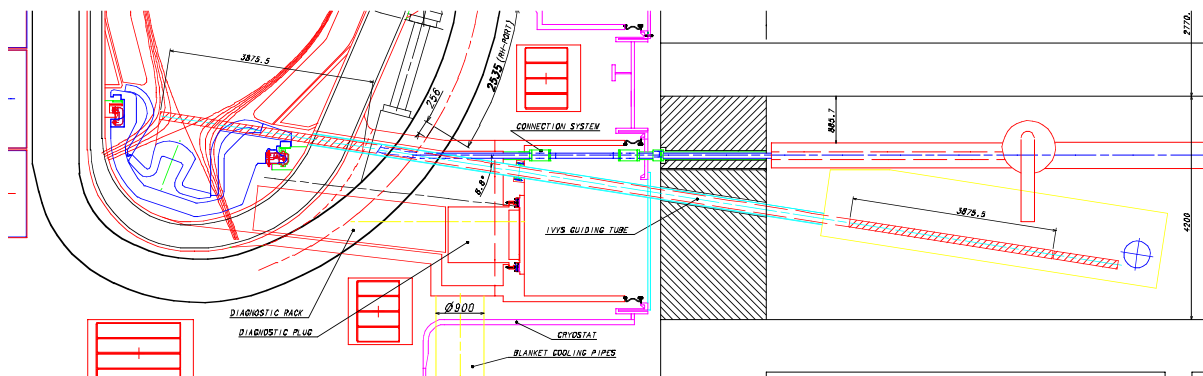 3875.5
256
2535 (RH-PORT)
CONNECTION SYSTEM
8.8°
885.7
2770.
4200
3875.5
IVVS GUIDING TUBE
DIAGNOSTIC RACK
DIAGNOSTIC PLUG
Ø900
CRYOSTAT
BLANKET COOLING PIPES